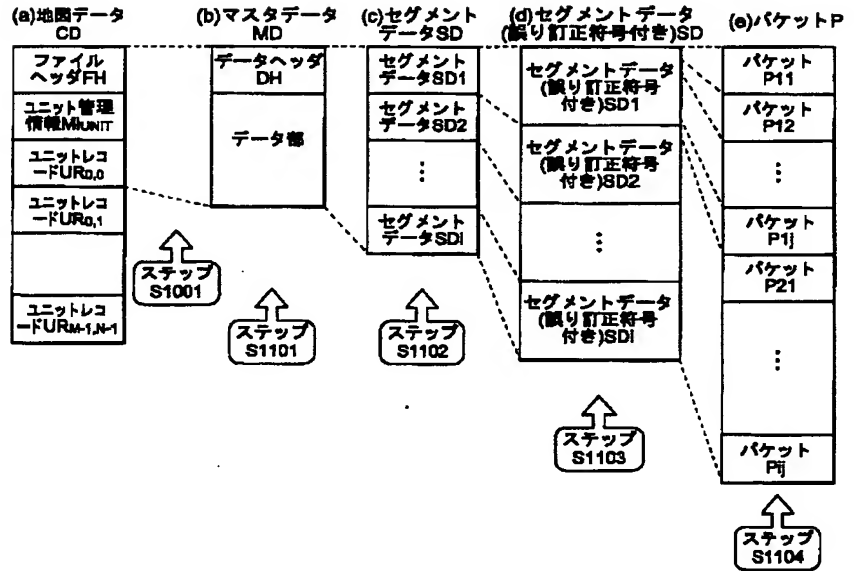 (a)地図データ
CD
ファイル
ヘッダFH
ユニット管理
情報MIUNIT
ユニットレコ
ードUR0,0
ユニットレコ
ードUR0,1
ユニットレコ
ードURM-1,N-1
ステップ
S1001
(b)マスタデータ
MD
データヘッダ
DH
データ部
ステップ
S1101
(c)セグメント
データSD
セグメント
データSD1
セグメント
データSD2
⋮
セグメント
データSDi
ステップ
S1102
(d)セグメントデータ
(誤り訂正符号付き)SD
セグメントデータ
(誤り訂正符号
付き)SD1
セグメントデータ
(誤り訂正符号
付き)SD2
⋮
セグメントデータ
(誤り訂正符号
付き)SDi
ステップ
S1103
(e)パケットP
パケット
P11
パケット
P12
⋮
パケット
P1j
パケット
P21
⋮
パケット
Pij
ステップ
S1104